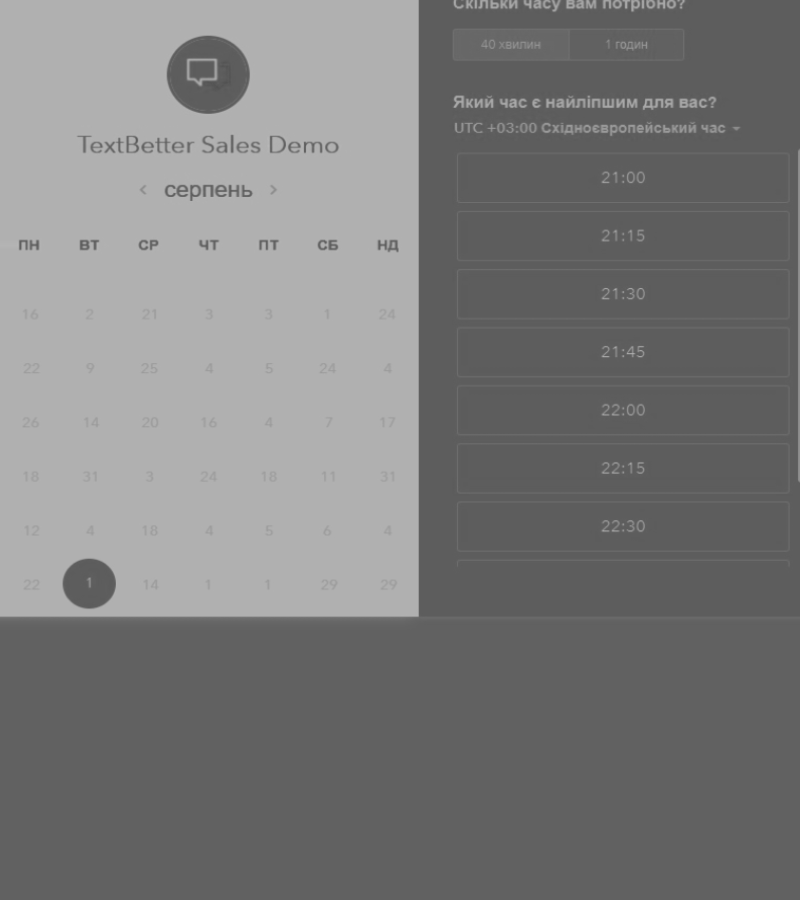 TextBetter Sales Demo
серпень
ПН ВТ СР ЧТ ПТ СБ НД
16 2 21 3 3 1 24
22 9 25 4 5 24 4
26 14 20 16 4 7 17
18 31 3 24 18 11 31
12 4 18 4 5 6 4
22 1 14 1 1 29 29
Скільки часу вам потрібно?
40 хвилин 1 годин
Який час є найліпшим для вас?
UTC +03:00 Східноєвропейський час
21:00
21:15
21:30
21:45
22:00
22:15
22:30